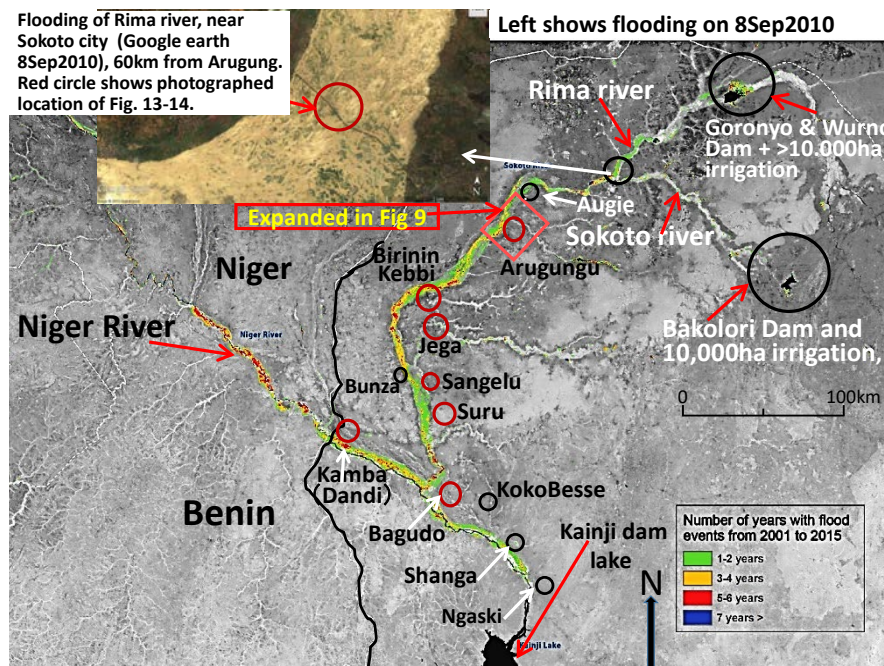 Flooding of Rima river, near
Sokoto city (Google earth
8Sep2010), 60km from Arugung.
Red circle shows photographed
location of Fig. 13-14.
Left shows flooding on 8Sep2010
Rima river
Goronyo & Wurno
Dam + >10.000ha
irrigation
Augie
Expanded in Fig 9
Sokoto river
Arugungu
Niger
Birinin
Kebbi
Bakolori Dam and
10,000ha irrigation,
Niger River
Niger River
Jega
Bunza
Sangelu
0
100km
Suru
Kamba
(Dandi)
KokoBesse
Benin
Bagudo
Kainji dam
lake
Number of years with flood
events from 2001 to 2015
1-2 years
3-4 years
5-6 years
7 years >
Shanga
N
Ngaski
Kainji Lake